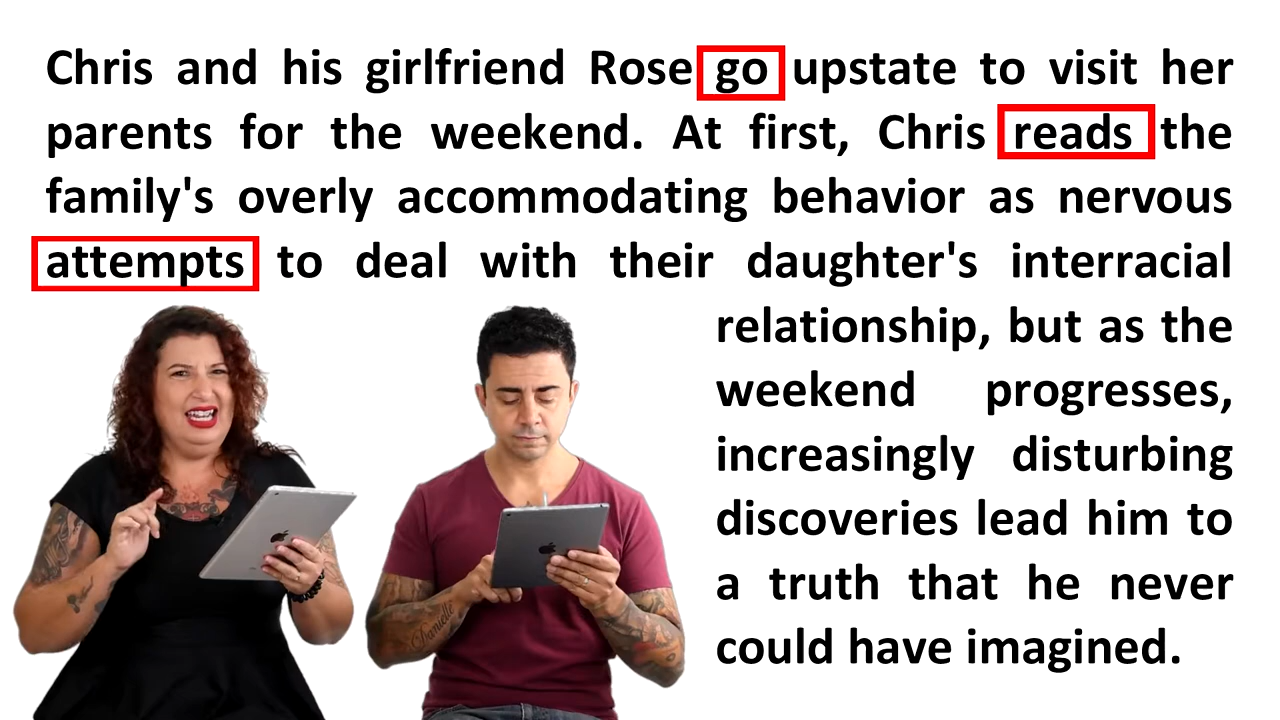 Chris and his girlfriend Rose go upstate to visit her
parents for the weekend. At first, Chris reads the
family's overly accommodating behavior as nervous
attempts to deal with their daughter's interracial
relationship, but as the
weekend progresses,
increasingly disturbing
discoveries lead him to
a truth that he never
could have imagined.
Danielle